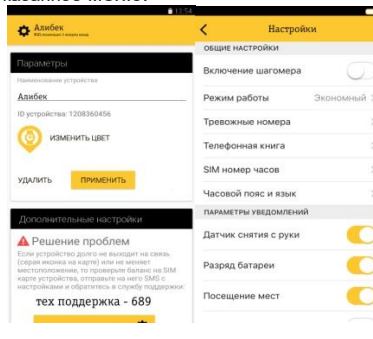 казанное меню.
11:54
Алибек
Параметры
Наименование устройства
Алибек
ID устройства: 1208360456
ИЗМЕНИТЬ ЦВЕТ
УДАЛИТЬ
ПРИМЕНИТЬ
Дополнительные настройки
Решение проблем
Если устройство долго не выходит на связь
(серая иконка на карте) или не меняет
местоположение, то проверьте баланс на SIM
карте устройства, отправьте на него SMS с
настройками и обратитесь в службу поддержки:
тех поддержка - 689
Настройки
ОБЩИЕ НАСТРОЙКИ
Включение шагомера
Режим работы Экономный
Тревожные номера
Телефонная книга
SIM номер часов
Часовой пояс и язык
ПАРАМЕТРЫ УВЕДОМЛЕНИЙ
Датчик снятия с руки
Разряд батареи
Посещение мест